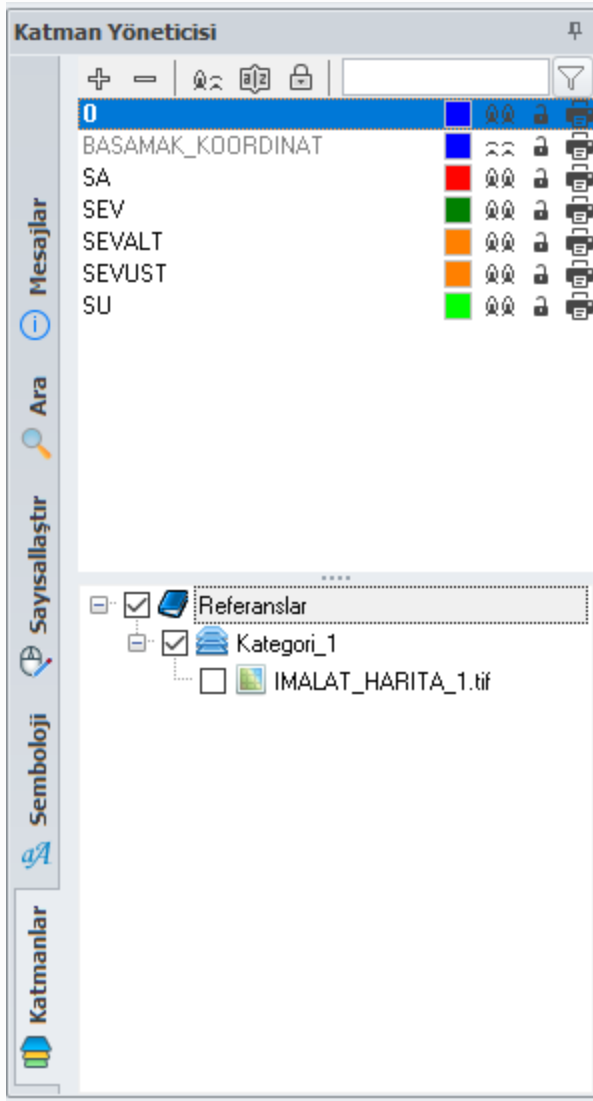 Katman Yöneticisi
a|z
0
BASAMAK_KOORDINAT
SA
SEV
SEVALT
SEVUST
SU
Referanslar
Kategori_1
IMALAT_HARITA_1.tif
Mesajlar
Ara
Sayısallaştır
Semboloji
Katmanlar